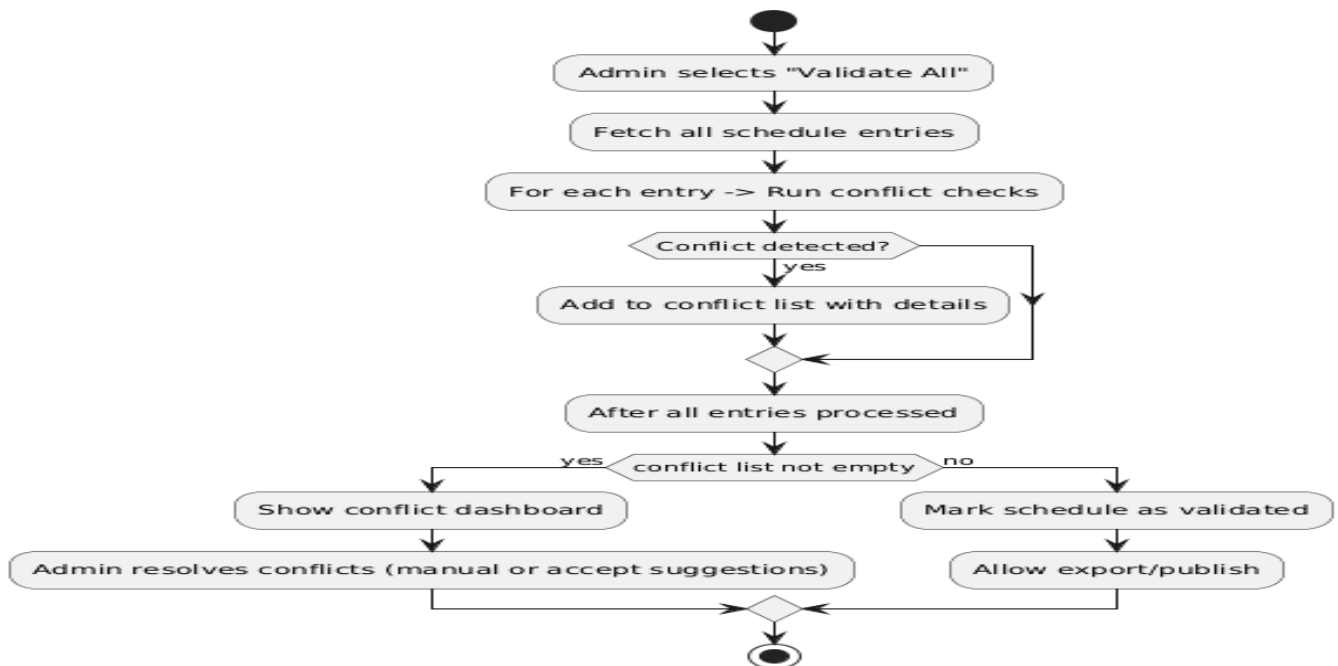 Admin selects "Validate All"
Fetch all schedule entries
For each entry -> Run conflict checks
Conflict detected?
yes
Add to conflict list with details
After all entries processed
yes
conflict list not empty
no
Show conflict dashboard
Mark schedule as validated
Admin resolves conflicts (manual or accept suggestions)
Allow export/publish